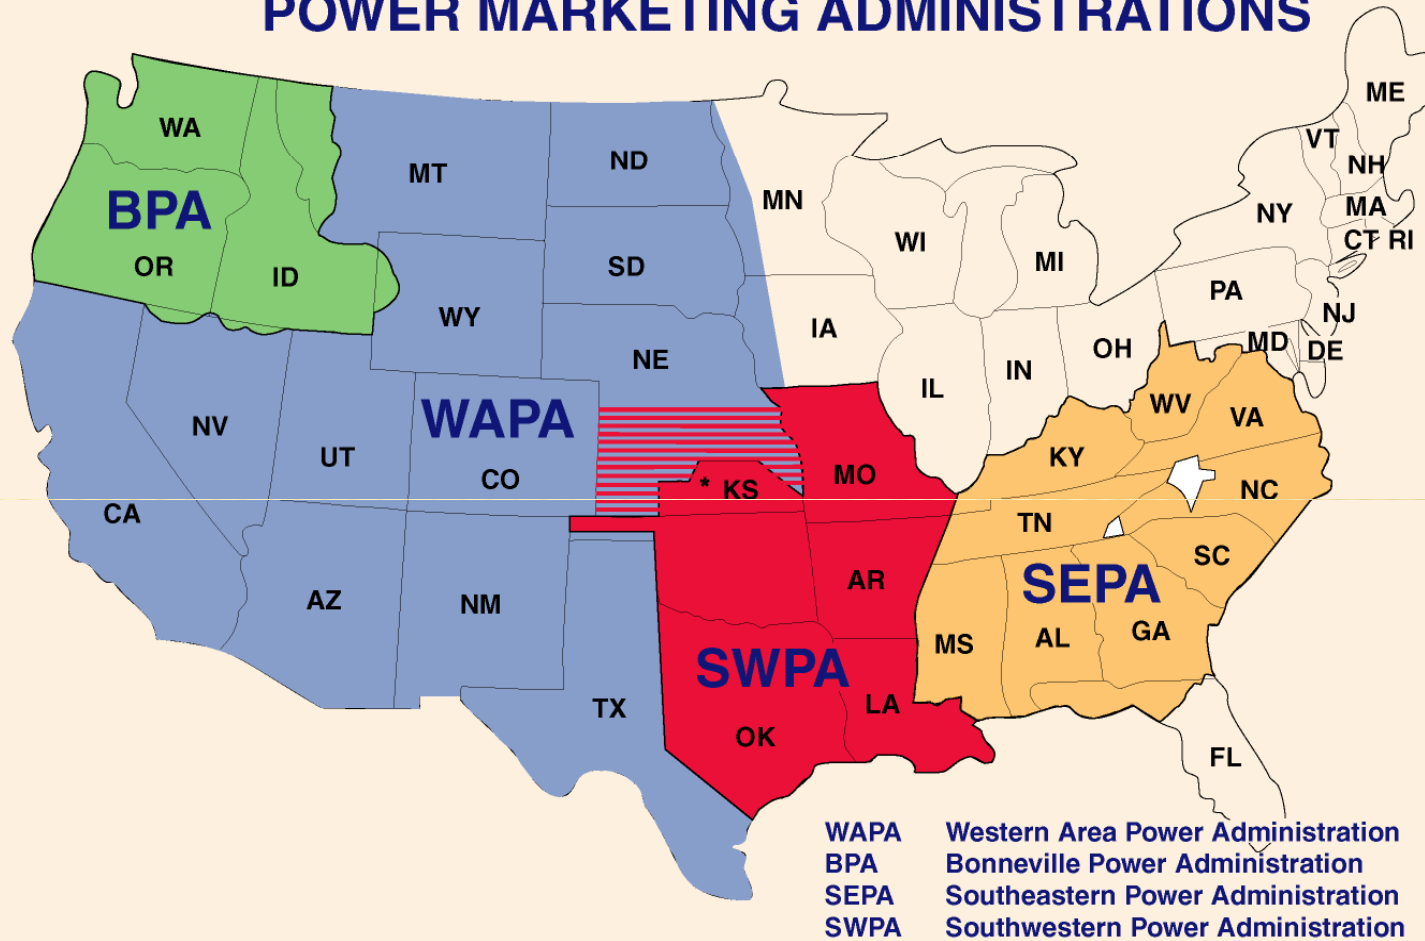 POWER MARKETING ADMINISTRATIONS
ME
WA
VT
ND
NH
MT
MN
BPA
MA
NY
WI
CT RI
OR
SD
MI
ID
PA
WY
NJ
IA
MD
OH
DE
NE
IN
IL
WV
WAPA
VA
NV
UT
KY
MO
CO
* KS
NC
CA
TN
SC
AR
SEPA
AZ
NM
GA
AL
MS
SWPA
LA
TX
OK
FL
WAPA Western Area Power Administration
BPA Bonneville Power Administration
SEPA Southeastern Power Administration
SWPA Southwestern Power Administration